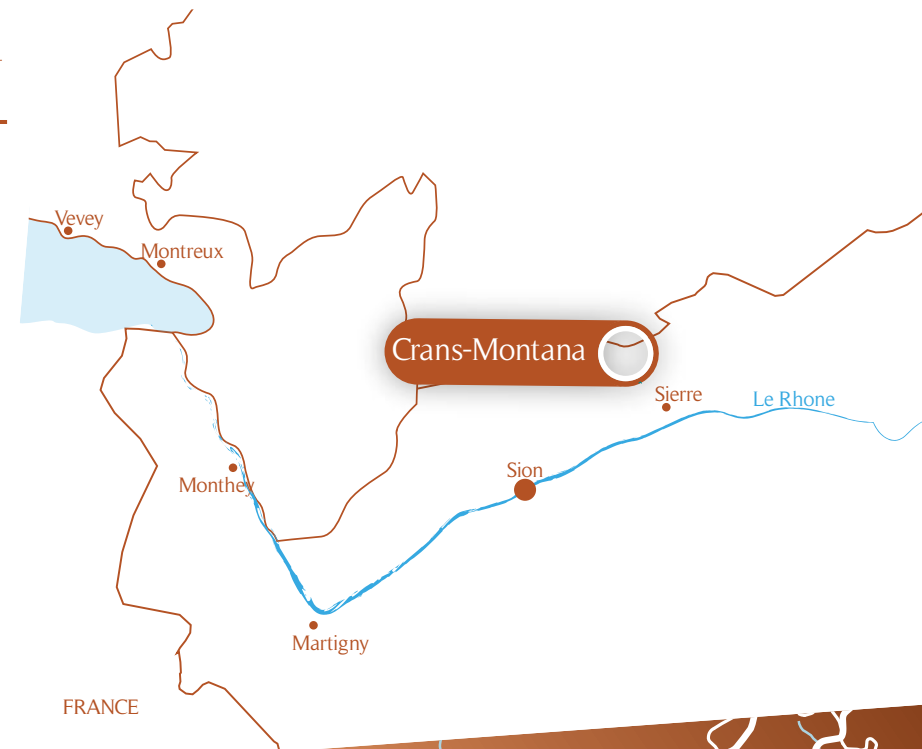 Vevey
Montreux
Crans-Montana
Sierre
Le Rhone
Sion
Monthey
Martigny
FRANCE